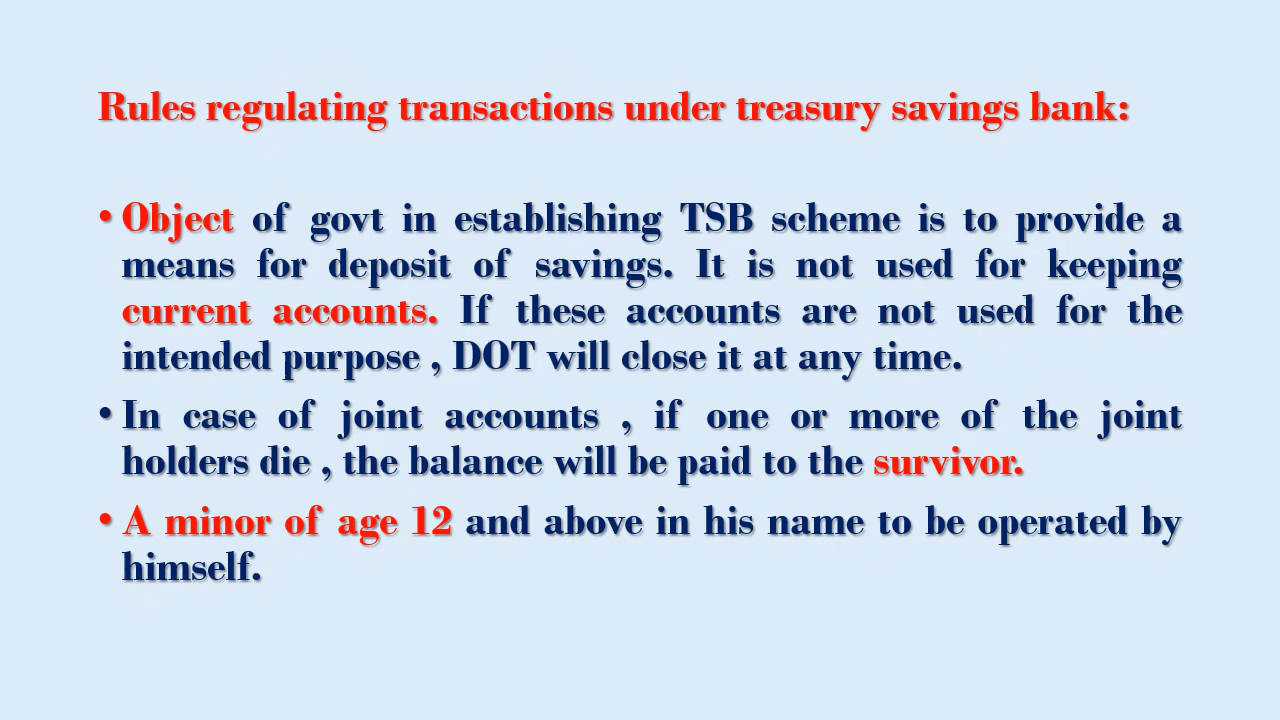 Rules regulating transactions under treasury savings bank:
• Object of govt in establishing TSB scheme is to provide a
means for deposit of savings. It is not used for keeping
current accounts. If these accounts are not used for the
intended purpose , DOT will close it at any time.
• In case of joint accounts , if one or more of the joint
holders die , the balance will be paid to the survivor.
• A minor of age 12 and above in his name to be operated by
himself.